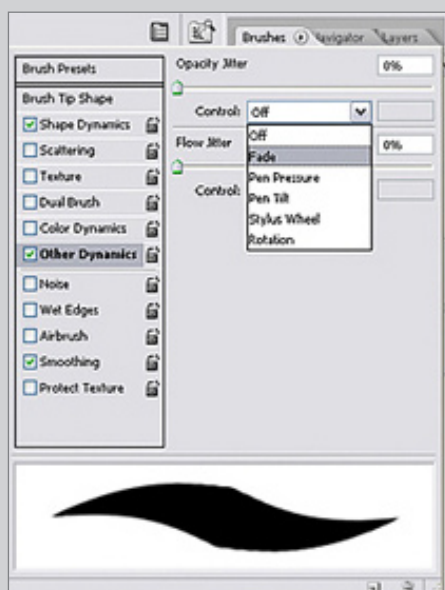 Brushes Navigator Layers
Brush Presets
Brush Tip Shape
Shape Dynamics
Scattering
Texture
Dual Brush
Color Dynamics
Other Dynamics
Noise
Wet Edges
Airbrush
Smoothing
Protect Texture
Opacity Jitter 0%
Control: Off
Off
Fade
Pen Pressure
Pen Tilt
Stylus Wheel
Rotation
Flow Jitter 0%
Control: